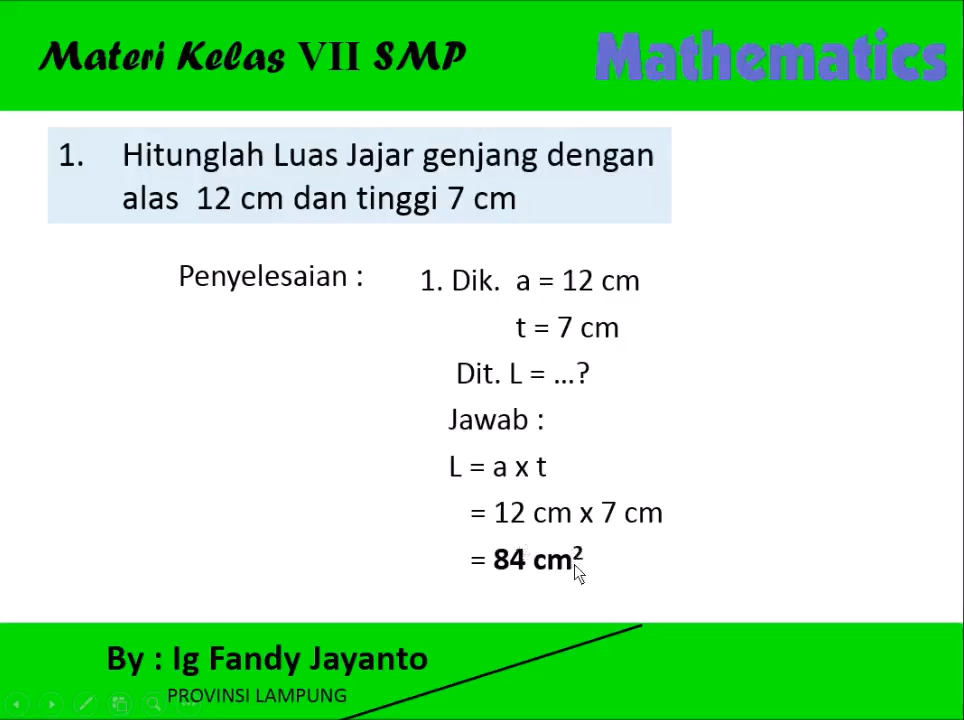 Materi Kelas VII SMP
Mathematics
1. Hitunglah Luas Jajar genjang dengan
alas 12 cm dan tinggi 7 cm
Penyelesaian :
1. Dik. a = 12 cm
t = 7 cm
Dit. L = ...?
Jawab :
L = a x t
= 12 cm x 7 cm
= 84 cm²
By : Ig Fandy Jayanto
PROVINSI LAMPUNG